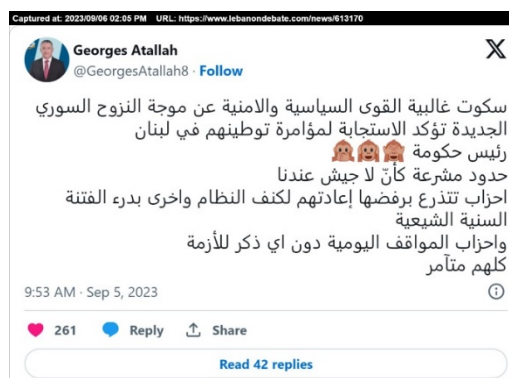 Captured at: 2023/09/06 02:05 PM URL: https://www.lebanondebate.com/news/613170
Georges Atallah
@GeorgesAtallah8 · Follow
سكوت غالبية القوى السياسية والامنية عن موجة النزوح السوري
الجديدة تؤكد الاستجابة لمؤامرة توطينهم في لبنان
رئيس حكومة 🙈🙉🙊
حدود مشرعة كأنّ لا جيش عندنا
احزاب تتذرع برفضها إعادتهم لكنف النظام واخرى بدرء الفتنة
السنية الشيعية
واحزاب المواقف اليومية دون اي ذكر للأزمة
كلهم متآمر
9:53 AM · Sep 5, 2023
261 Reply Share
Read 42 replies